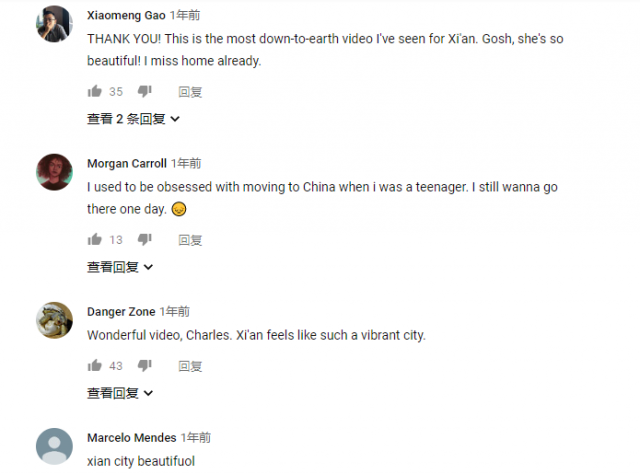 Xiaomeng Gao 1年前
THANK YOU! This is the most down-to-earth video I've seen for Xi'an. Gosh, she's so
beautiful! I miss home already.
35 回复
查看 2 条回复
Morgan Carroll 1年前
I used to be obsessed with moving to China when i was a teenager. I still wanna go
there one day. 😞
13 回复
查看回复
Danger Zone 1年前
Wonderful video, Charles. Xi'an feels like such a vibrant city.
43 回复
查看回复
Marcelo Mendes 1年前
xian city beautifuol